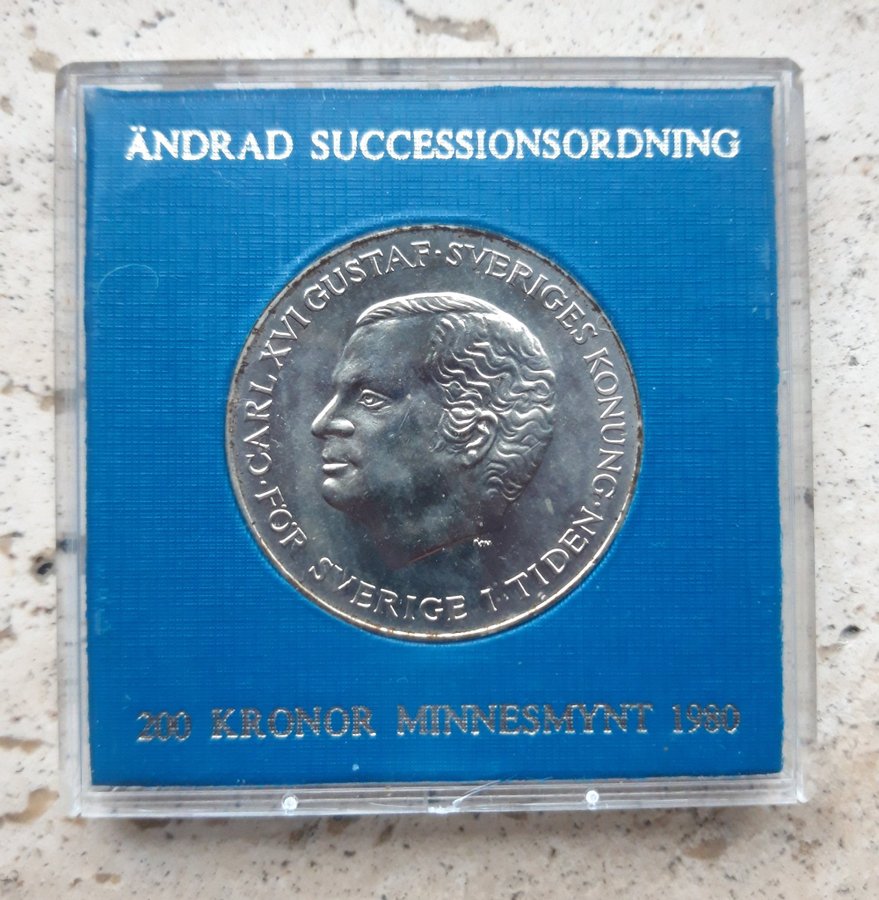 ÄNDRAD SUCCESSIONSORDNING
·CARL XVI GUSTAF·SVERIGES KONUNG·
FÖR SVERIGE I TIDEN
200 KRONOR MINNESMYNT 1980